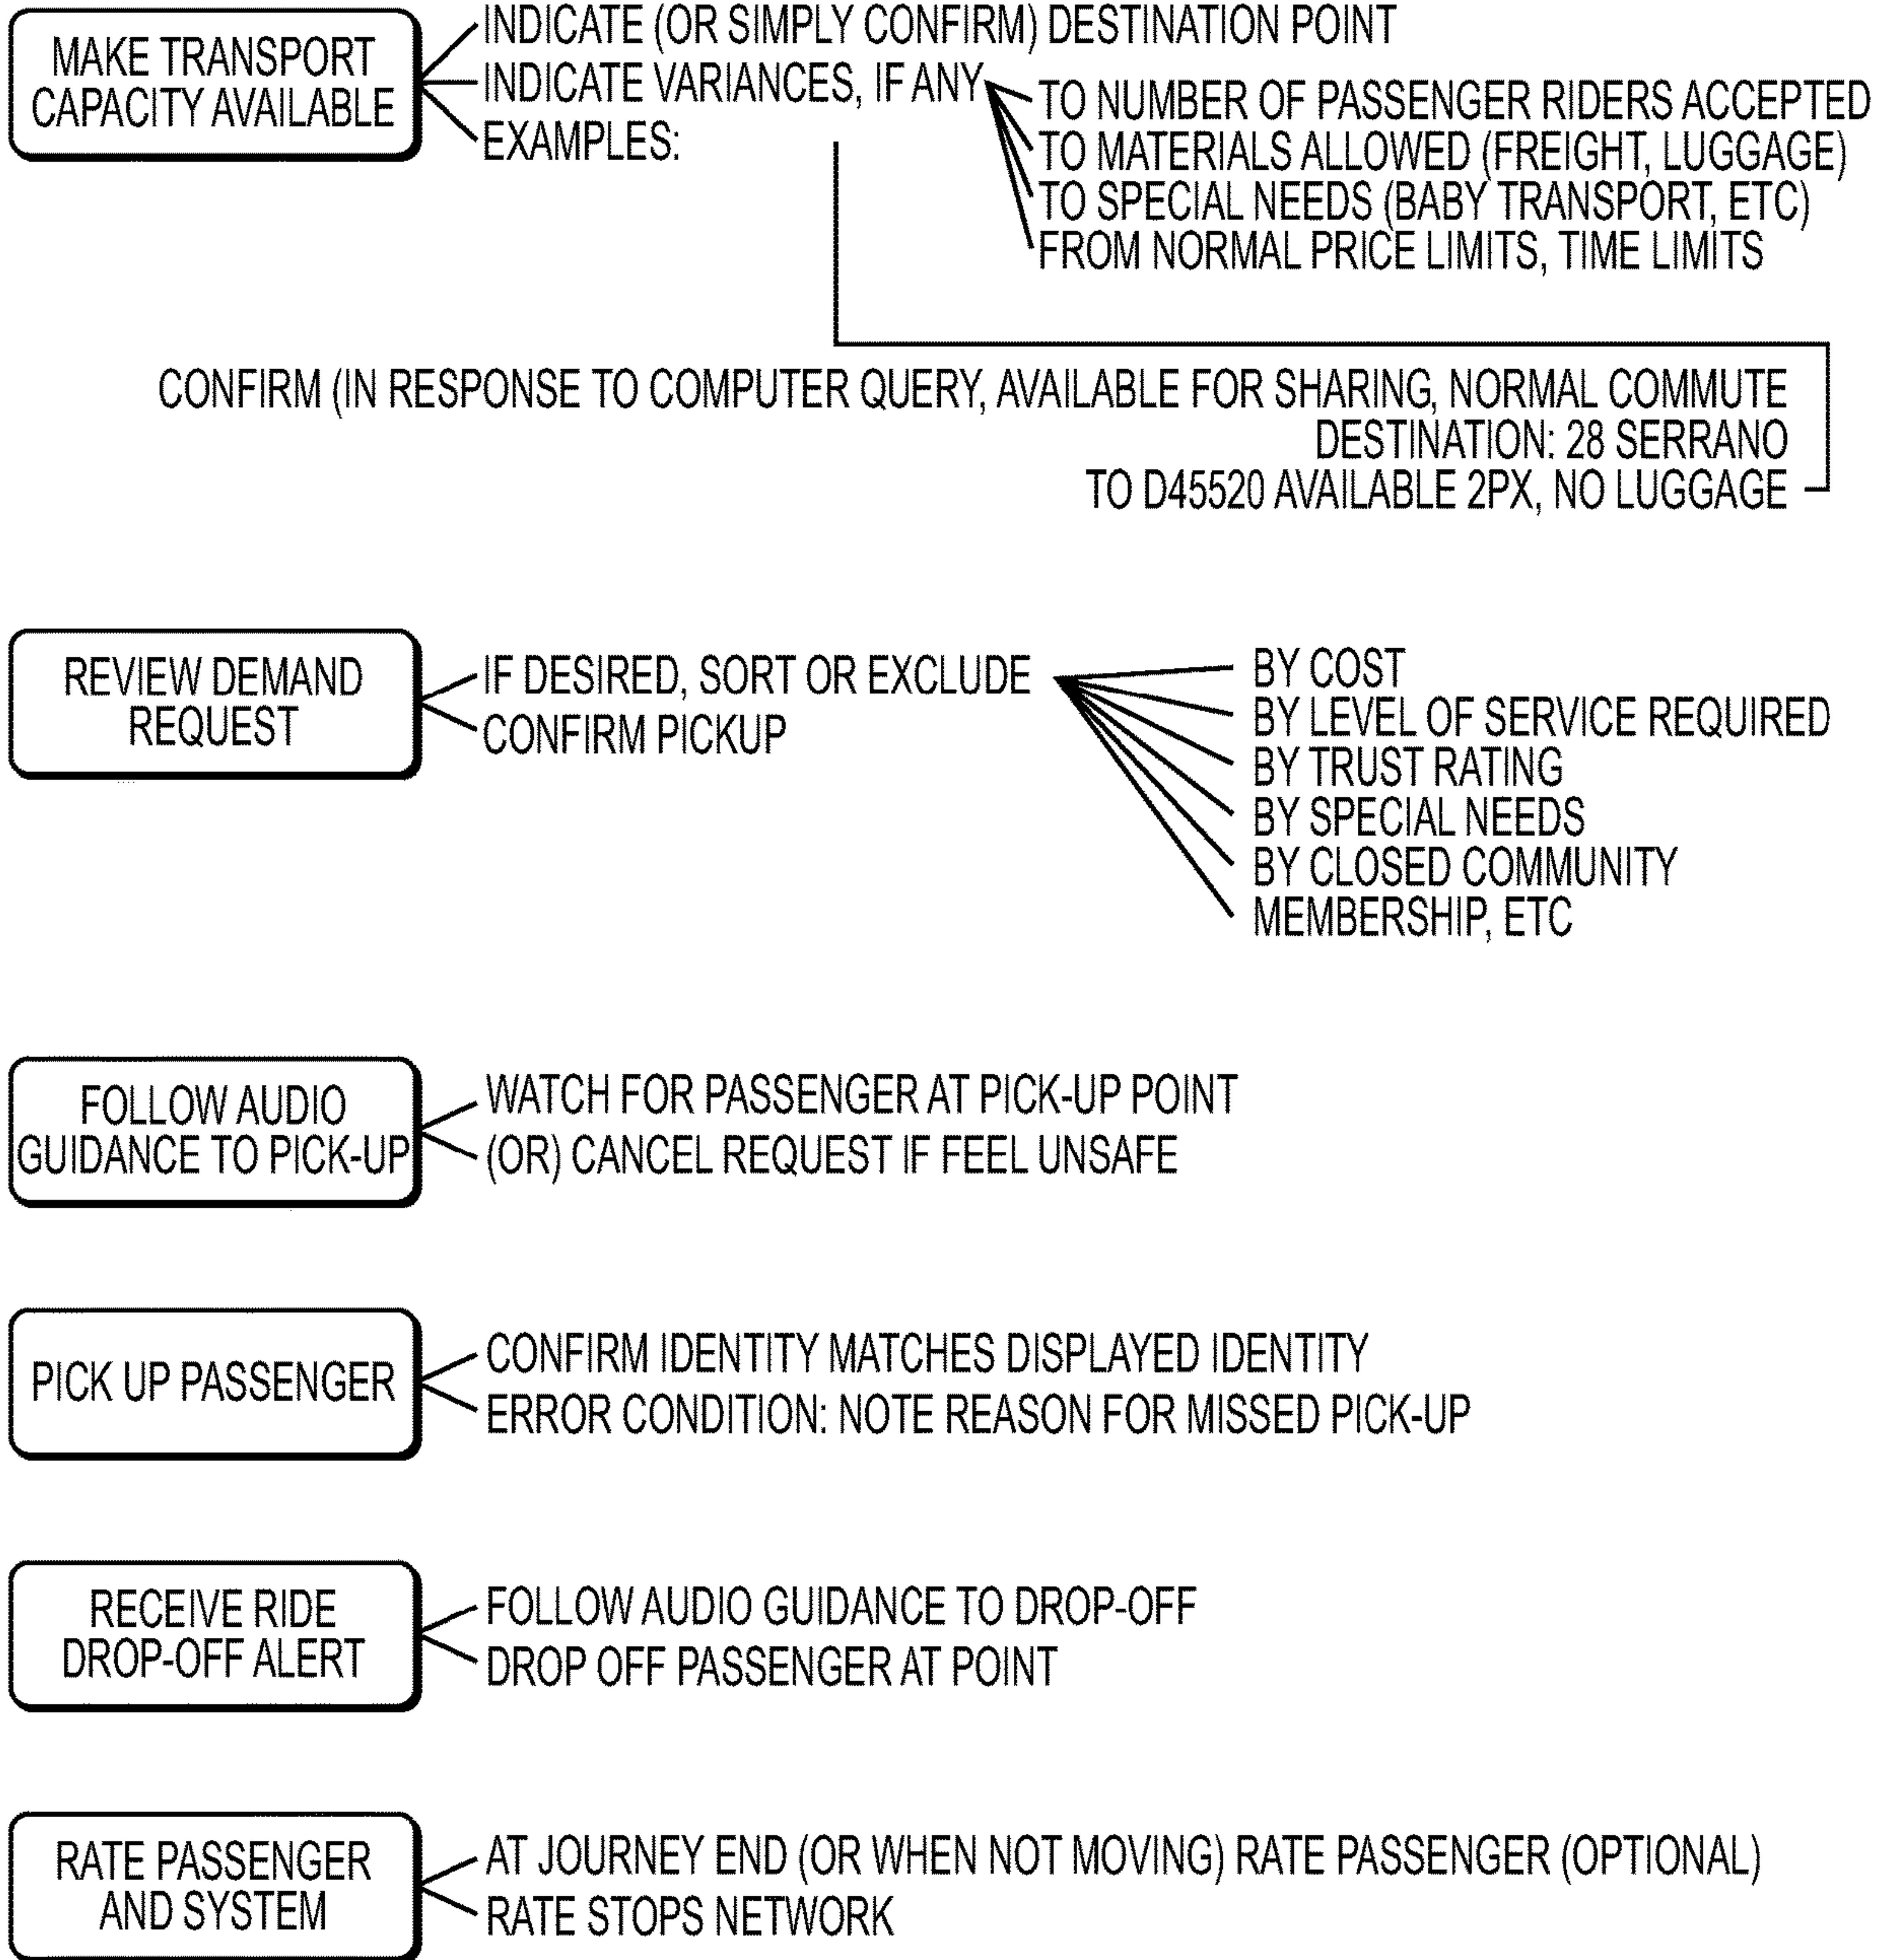 MAKE TRANSPORT
CAPACITY AVAILABLE
INDICATE (OR SIMPLY CONFIRM) DESTINATION POINT
INDICATE VARIANCES, IF ANY
EXAMPLES:
TO NUMBER OF PASSENGER RIDERS ACCEPTED
TO MATERIALS ALLOWED (FREIGHT, LUGGAGE)
TO SPECIAL NEEDS (BABY TRANSPORT, ETC)
FROM NORMAL PRICE LIMITS, TIME LIMITS
CONFIRM (IN RESPONSE TO COMPUTER QUERY, AVAILABLE FOR SHARING, NORMAL COMMUTE
DESTINATION: 28 SERRANO
TO D45520 AVAILABLE 2PX, NO LUGGAGE
REVIEW DEMAND
REQUEST
IF DESIRED, SORT OR EXCLUDE
CONFIRM PICKUP
BY COST
BY LEVEL OF SERVICE REQUIRED
BY TRUST RATING
BY SPECIAL NEEDS
BY CLOSED COMMUNITY
MEMBERSHIP, ETC
FOLLOW AUDIO
GUIDANCE TO PICK-UP
WATCH FOR PASSENGER AT PICK-UP POINT
(OR) CANCEL REQUEST IF FEEL UNSAFE
PICK UP PASSENGER
CONFIRM IDENTITY MATCHES DISPLAYED IDENTITY
ERROR CONDITION: NOTE REASON FOR MISSED PICK-UP
RECEIVE RIDE
DROP-OFF ALERT
FOLLOW AUDIO GUIDANCE TO DROP-OFF
DROP OFF PASSENGER AT POINT
RATE PASSENGER
AND SYSTEM
AT JOURNEY END (OR WHEN NOT MOVING) RATE PASSENGER (OPTIONAL)
RATE STOPS NETWORK